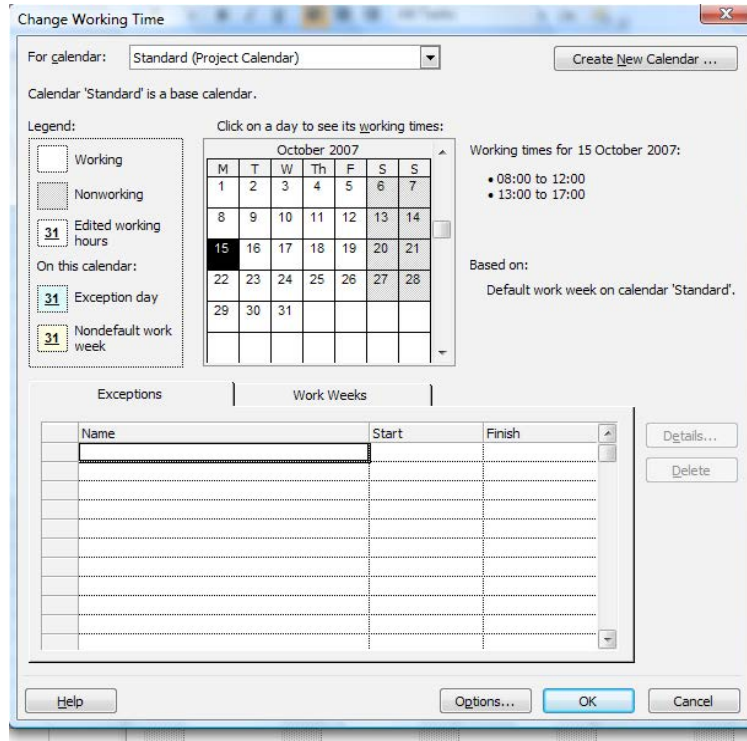 Change Working Time
For calendar: Standard (Project Calendar)
Create New Calendar ...
Calendar 'Standard' is a base calendar.
Legend:
Working
Nonworking
31 Edited working
hours
On this calendar:
31 Exception day
31 Nondefault work
week
Click on a day to see its working times:
October 2007
M T W Th F S S
1 2 3 4 5 6 7
8 9 10 11 12 13 14
15 16 17 18 19 20 21
22 23 24 25 26 27 28
29 30 31
Working times for 15 October 2007:
• 08:00 to 12:00
• 13:00 to 17:00
Based on:
Default work week on calendar 'Standard'.
Exceptions Work Weeks
Name Start Finish
Details...
Delete
Help
Options... OK Cancel